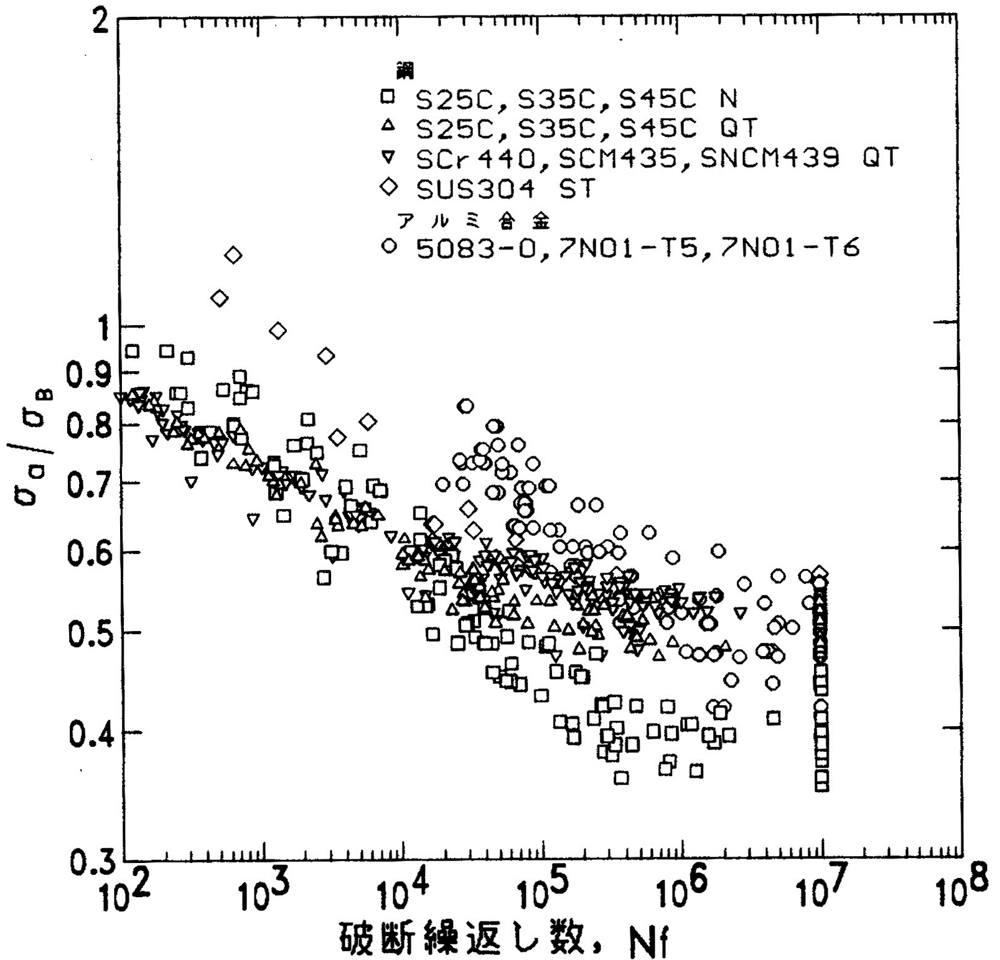 2
鋼
S25C, S35C, S45C N
S25C, S35C, S45C QT
SCr440, SCM435, SNCM439 QT
SUS304 ST
アルミ合金
5083-O, 7N01-T5, 7N01-T6
1
0.9
0.8
0.7
0.6
0.5
0.4
0.3
σa/σB
10² 10³ 10⁴ 10⁵ 10⁶ 10⁷ 10⁸
破断繰返し数, Nf